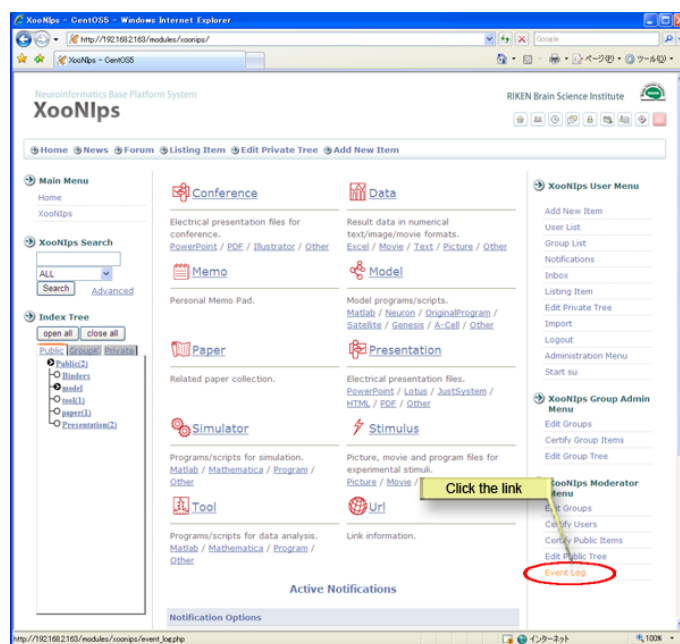 XooNIps - CentOS5 - Windows Internet Explorer
http://192.168.2.163/modules/xoonips/
Google
XooNIps - CentOS5
ページ(P)
ツール(O)
Neuroinformatics Base Platform System
XooNIps
RIKEN Brain Science Institute
Home News Forum Listing Item Edit Private Tree Add New Item
Main Menu
Home
XooNIps
XooNIps Search
ALL
Search Advanced
Index Tree
open all close all
Public GroupK Private
Public(2)
Binders
model
tool(1)
paper(1)
Presentation(2)
Conference
Electrical presentation files for
conference.
PowerPoint / PDF / Illustrator / Other
Data
Result data in numerical
text/image/movie formats.
Excel / Movie / Text / Picture / Other
Memo
Personal Memo Pad.
Model
Model programs/scripts.
Matlab / Neuron / OriginalProgram /
Satellite / Genesis / A-Cell / Other
Paper
Related paper collection.
Presentation
Electrical presentation files.
PowerPoint / Lotus / JustSystem /
HTML / PDF / Other
Simulator
Programs/scripts for simulation.
Matlab / Mathematica / Program /
Other
Stimulus
Picture, movie and program files for
experimental stimuli.
Picture / Movie /
Tool
Programs/scripts for data analysis.
Matlab / Mathematica / Program /
Other
Url
Link information.
Active Notifications
Notification Options
XooNIps User Menu
Add New Item
User List
Group List
Notifications
Inbox
Listing Item
Edit Private Tree
Import
Logout
Administration Menu
Start su
XooNIps Group Admin
Menu
Edit Groups
Certify Group Items
Edit Group Tree
Click the link
XooNIps Moderator
Menu
Edit Groups
Certify Users
Certify Public Items
Edit Public Tree
Event Log
http://192.168.2.163/modules/xoonips/event_log.php
インターネット
100%